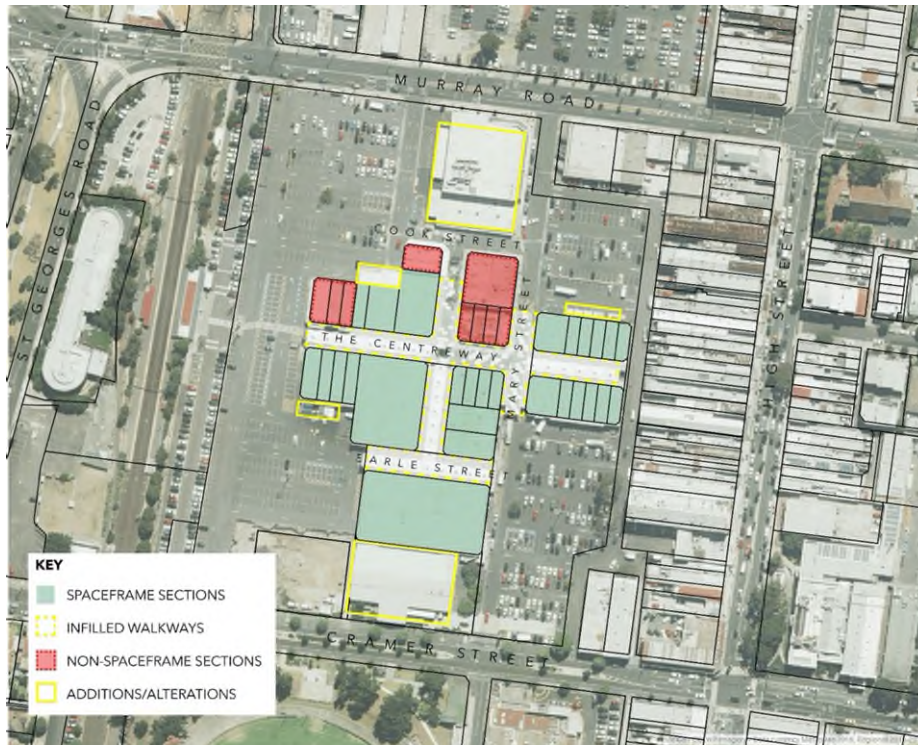 MURRAY ROAD
ST GEORGES ROAD
COOK STREET
MARY STREET
HIGH STREET
THE CENTREWAY
EARLE STREET
CRAMER STREET
KEY
SPACEFRAME SECTIONS
INFILLED WALKWAYS
NON-SPACEFRAME SECTIONS
ADDITIONS/ALTERATIONS